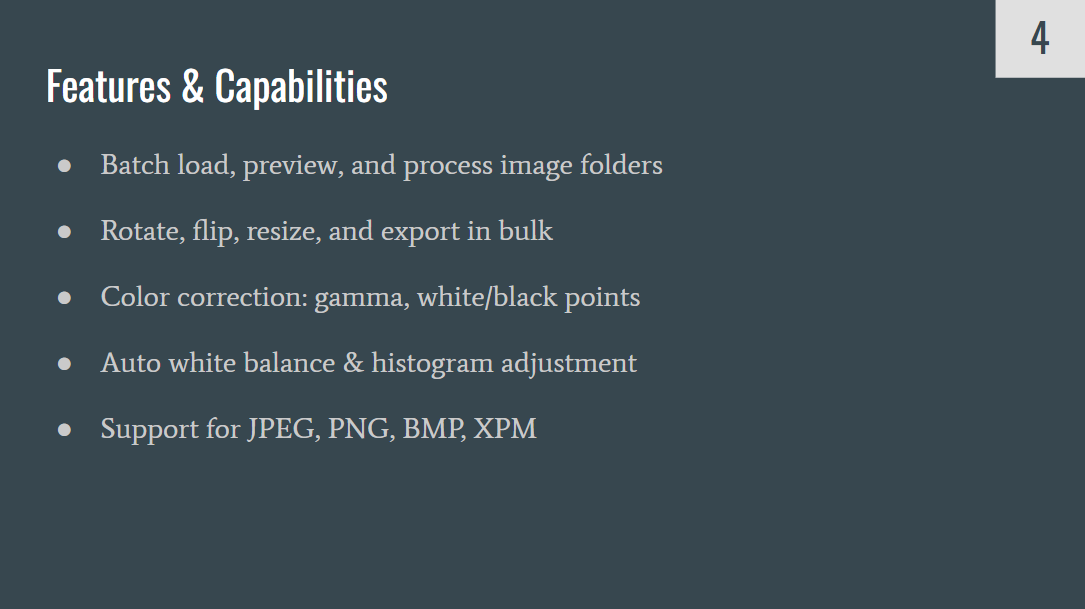 4
Features & Capabilities
● Batch load, preview, and process image folders
● Rotate, flip, resize, and export in bulk
● Color correction: gamma, white/black points
● Auto white balance & histogram adjustment
● Support for JPEG, PNG, BMP, XPM